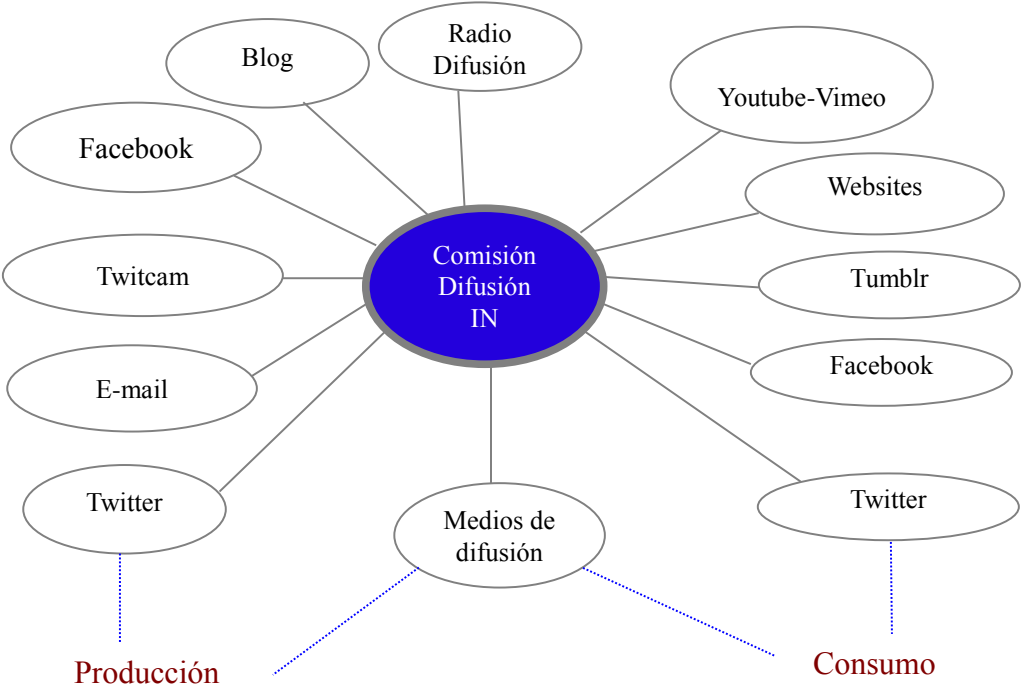 Radio
Difusión
Blog
Youtube-Vimeo
Facebook
Websites
Comisión
Difusión
IN
Twitcam
Tumblr
E-mail
Facebook
Twitter
Medios de
difusión
Twitter
Producción
Consumo